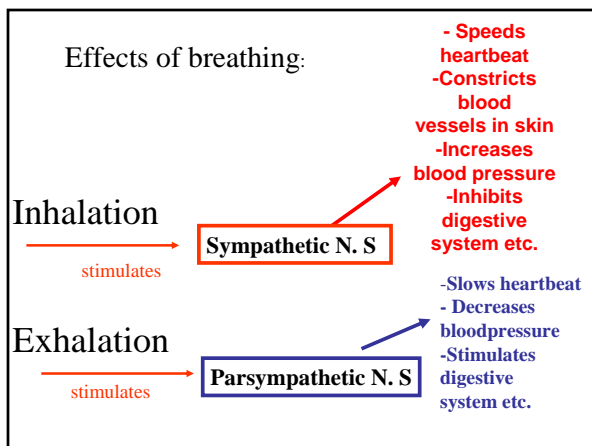 Effects of breathing:
- Speeds
heartbeat
-Constricts
blood
vessels in skin
-Increases
blood pressure
-Inhibits
digestive
system etc.
Inhalation
stimulates
Sympathetic N. S
-Slows heartbeat
- Decreases
bloodpressure
-Stimulates
digestive
system etc.
Exhalation
stimulates
Parsympathetic N. S